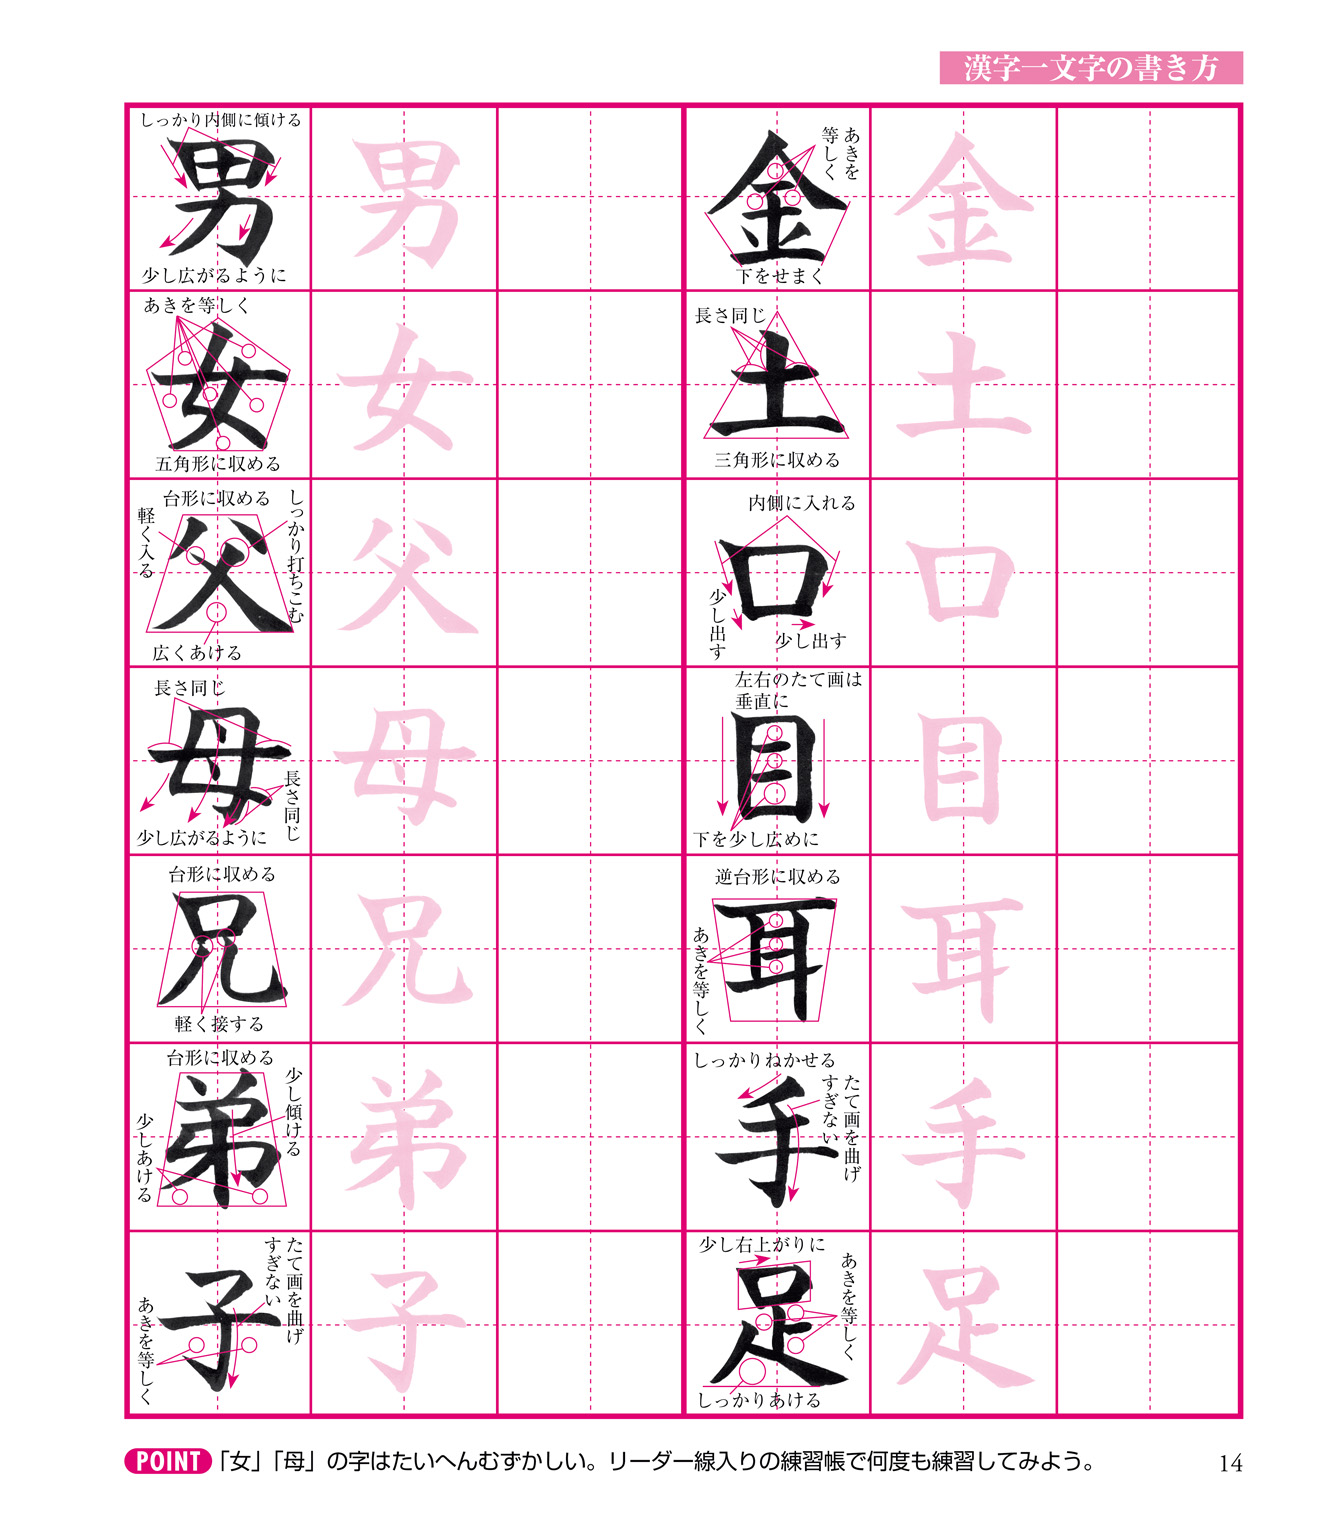 漢字一文字の書き方
金
金
あきを
等しく
下をせまく
土
土
長さ同じ
三角形に収める
口
口
内側に入れる
少し出す
少し出す
目
目
左右のたて画は
垂直に
下を少し広めに
耳
耳
逆台形に収める
あきを等しく
手
手
しっかりねかせる
たて画を曲げ
すぎない
足
足
少し右上がりに
あきを等しく
しっかりあける
男
男
しっかり内側に傾ける
少し広がるように
女
女
あきを等しく
五角形に収める
父
父
台形に収める
しっかり打ちこむ
軽く入る
広くあける
母
母
長さ同じ
長さ同じ
少し広がるように
兄
兄
台形に収める
軽く接する
弟
弟
台形に収める
少し傾ける
少しあける
子
子
たて画を曲げ
すぎない
あきを等しく
POINT 「女」「母」の字はたいへんむずかしい。リーダー線入りの練習帳で何度も練習してみよう。
14